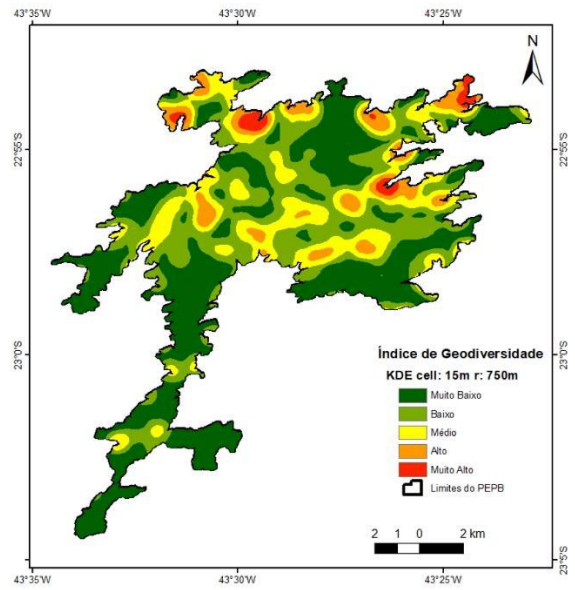 43°35'W 43°30'W 43°25'W
N
22°55'S 22°55'S
23°0'S 23°0'S
Índice de Geodiversidade
KDE cell: 15m r: 750m
Muito Baixo
Baixo
Médio
Alto
Muito Alto
Limites do PEPB
2 1 0 2 km
23°5'S
43°35'W 43°30'W 43°25'W